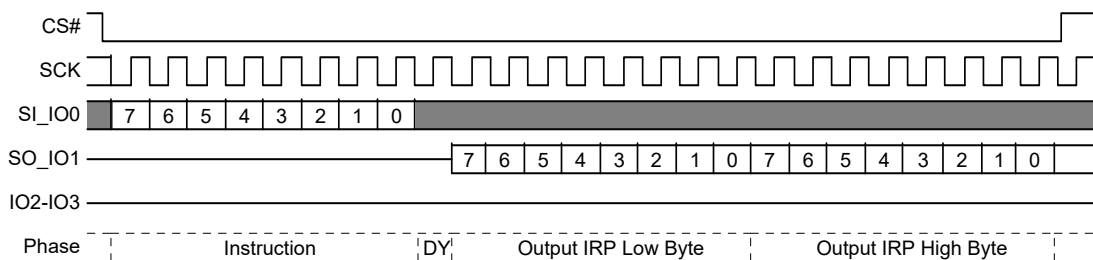 CS#
SCK
SI_IO0 7 6 5 4 3 2 1 0
SO_IO1 7 6 5 4 3 2 1 0 7 6 5 4 3 2 1 0
IO2-IO3
Phase Instruction DY Output IRP Low Byte Output IRP High Byte